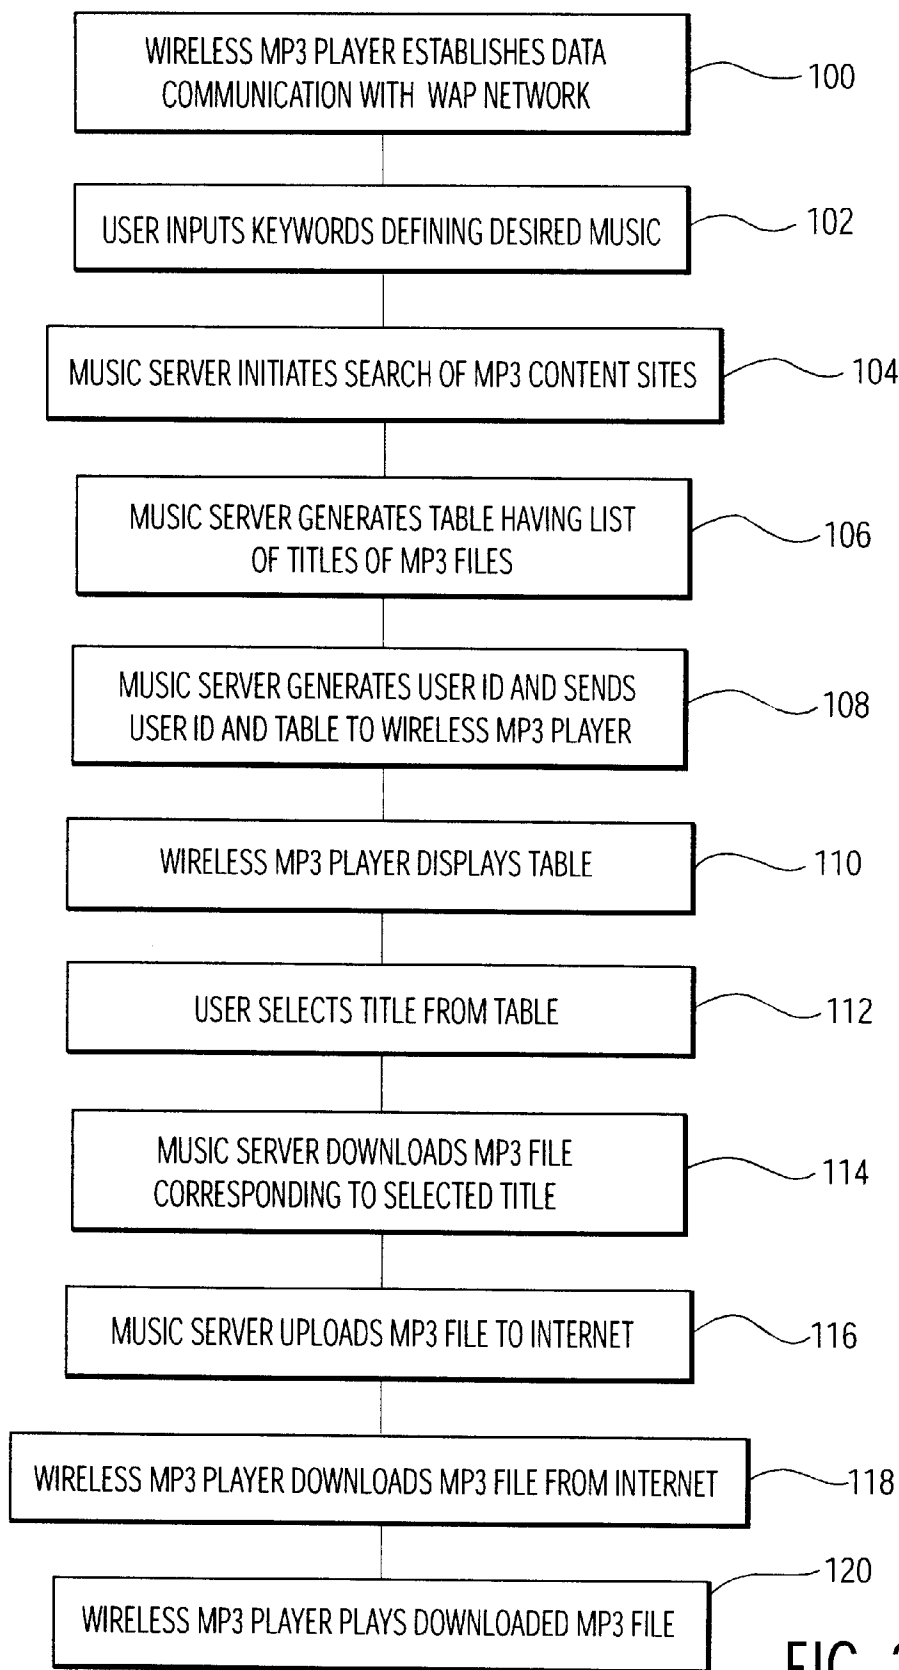 WIRELESS MP3 PLAYER ESTABLISHES DATA
COMMUNICATION WITH WAP NETWORK
100
USER INPUTS KEYWORDS DEFINING DESIRED MUSIC
102
MUSIC SERVER INITIATES SEARCH OF MP3 CONTENT SITES
104
MUSIC SERVER GENERATES TABLE HAVING LIST
OF TITLES OF MP3 FILES
106
MUSIC SERVER GENERATES USER ID AND SENDS
USER ID AND TABLE TO WIRELESS MP3 PLAYER
108
WIRELESS MP3 PLAYER DISPLAYS TABLE
110
USER SELECTS TITLE FROM TABLE
112
MUSIC SERVER DOWNLOADS MP3 FILE
CORRESPONDING TO SELECTED TITLE
114
MUSIC SERVER UPLOADS MP3 FILE TO INTERNET
116
WIRELESS MP3 PLAYER DOWNLOADS MP3 FILE FROM INTERNET
118
120
WIRELESS MP3 PLAYER PLAYS DOWNLOADED MP3 FILE
FIG.